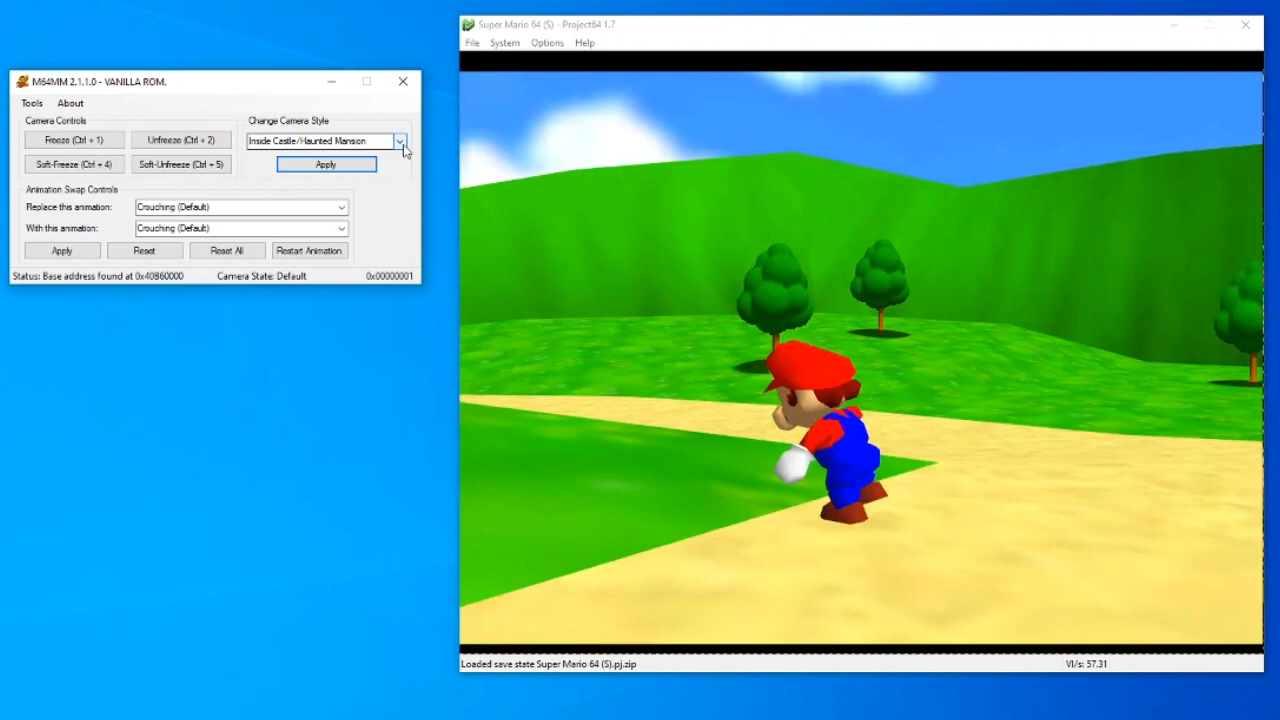 M64MM 2.1.1.0 - VANILLA ROM.
Tools About
Camera Controls
Freeze (Ctrl + 1) Unfreeze (Ctrl + 2)
Soft-Freeze (Ctrl + 4) Soft-Unfreeze (Ctrl + 5)
Change Camera Style
Inside Castle/Haunted Mansion
Apply
Animation Swap Controls
Replace this animation: Crouching (Default)
With this animation: Crouching (Default)
Apply Reset Reset All Restart Animation
Status: Base address found at 0x40B60000 Camera State: Default 0x00000001
Super Mario 64 (S) - Project64 1.7
File System Options Help
Loaded save state Super Mario 64 (S).pj.zip VI/s: 57.31